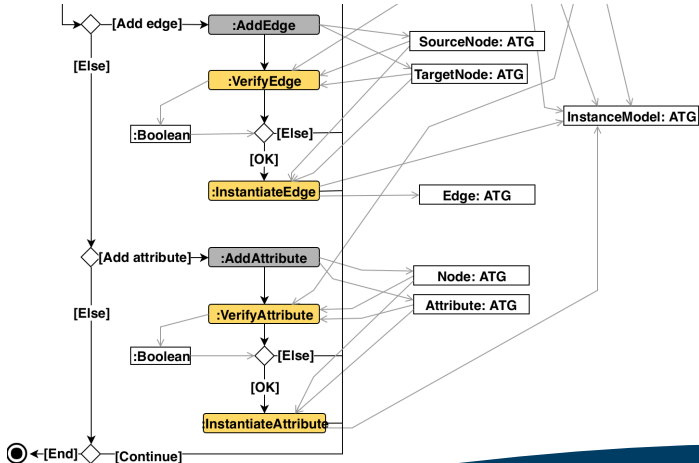 [Add edge]
:AddEdge
SourceNode: ATG
[Else]
TargetNode: ATG
:VerifyEdge
InstanceModel: ATG
:Boolean
[Else]
[OK]
:InstantiateEdge
Edge: ATG
[Add attribute]
:AddAttribute
Node: ATG
Attribute: ATG
[Else]
:VerifyAttribute
:Boolean
[Else]
[OK]
:InstantiateAttribute
[End]
[Continue]